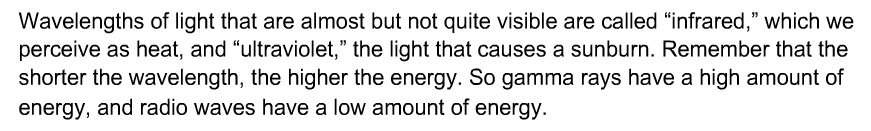 Wavelengths of light that are almost but not quite visible are called “infrared,” which we
perceive as heat, and “ultraviolet,” the light that causes a sunburn. Remember that the
shorter the wavelength, the higher the energy. So gamma rays have a high amount of
energy, and radio waves have a low amount of energy.